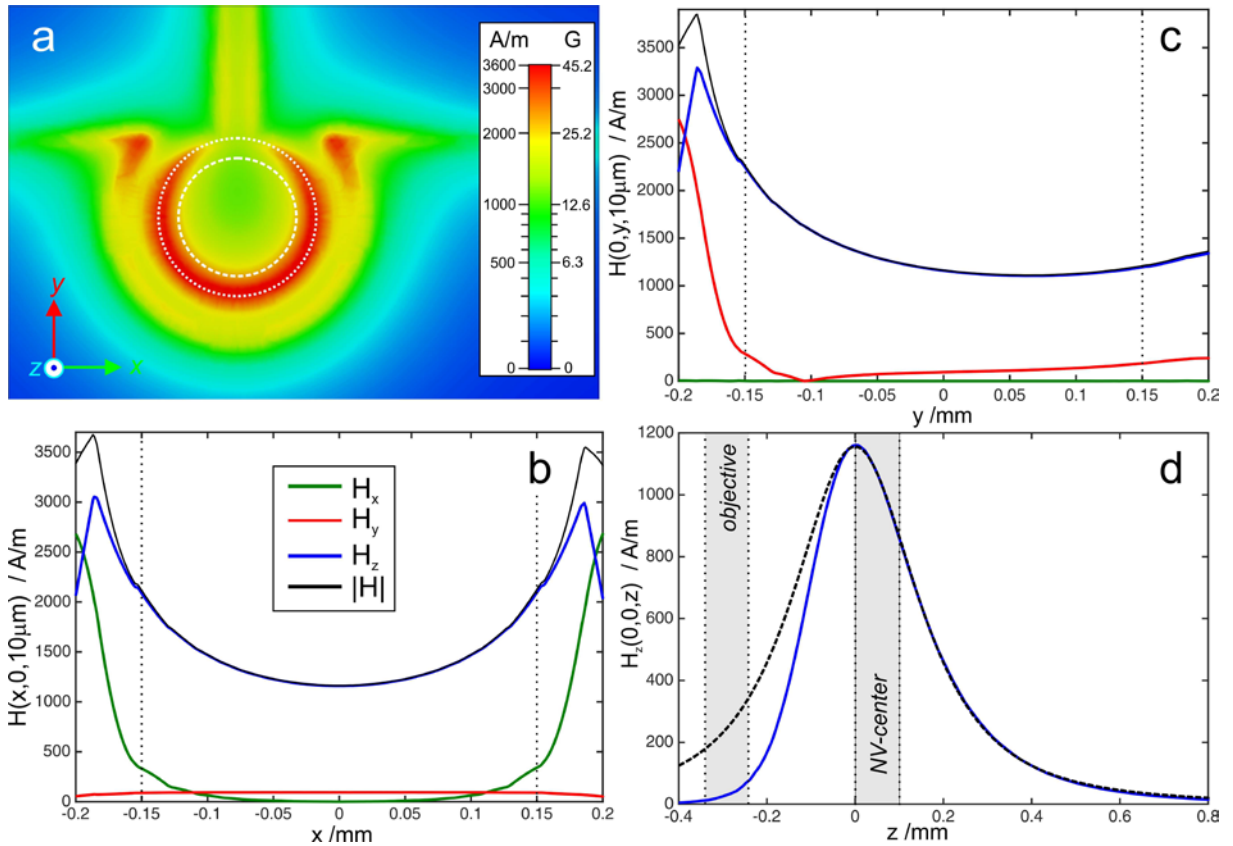 a
A/m G
3600 45.2
3000
2000 25.2
1000 12.6
500 6.3
0 0
y
z x
c
H(0,y,10μm) / A/m
3500
3000
2500
2000
1500
1000
500
0
-0.2 -0.15 -0.1 -0.05 0 0.05 0.1 0.15 0.2
y /mm
b
H(x,0,10μm) / A/m
3500
3000
2500
2000
1500
1000
500
0
Hx
Hy
Hz
|H|
-0.2 -0.15 -0.1 -0.05 0 0.05 0.1 0.15 0.2
x /mm
d
Hz(0,0,z) / A/m
1200
1000
800
600
400
200
0
objective
NV-center
-0.4 -0.2 0 0.2 0.4 0.6 0.8
z /mm